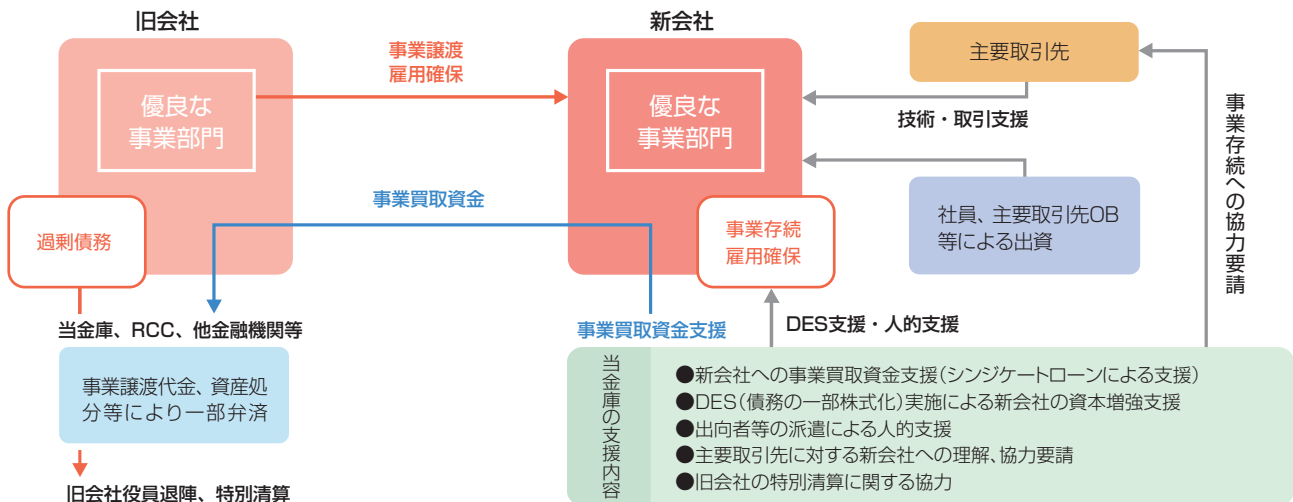 旧会社
優良な
事業部門
過剰債務
事業譲渡
雇用確保
事業買取資金
新会社
優良な
事業部門
事業存続
雇用確保
主要取引先
技術・取引支援
社員、主要取引先OB
等による出資
事業存続への協力要請
当金庫、RCC、他金融機関等
事業譲渡代金、資産処
分等により一部弁済
旧会社役員退陣、特別清算
事業買取資金支援
DES支援・人的支援
当金庫の支援内容
●新会社への事業買取資金支援(シンジケートローンによる支援)
●DES(債務の一部株式化)実施による新会社の資本増強支援
●出向者等の派遣による人的支援
●主要取引先に対する新会社への理解、協力要請
●旧会社の特別清算に関する協力